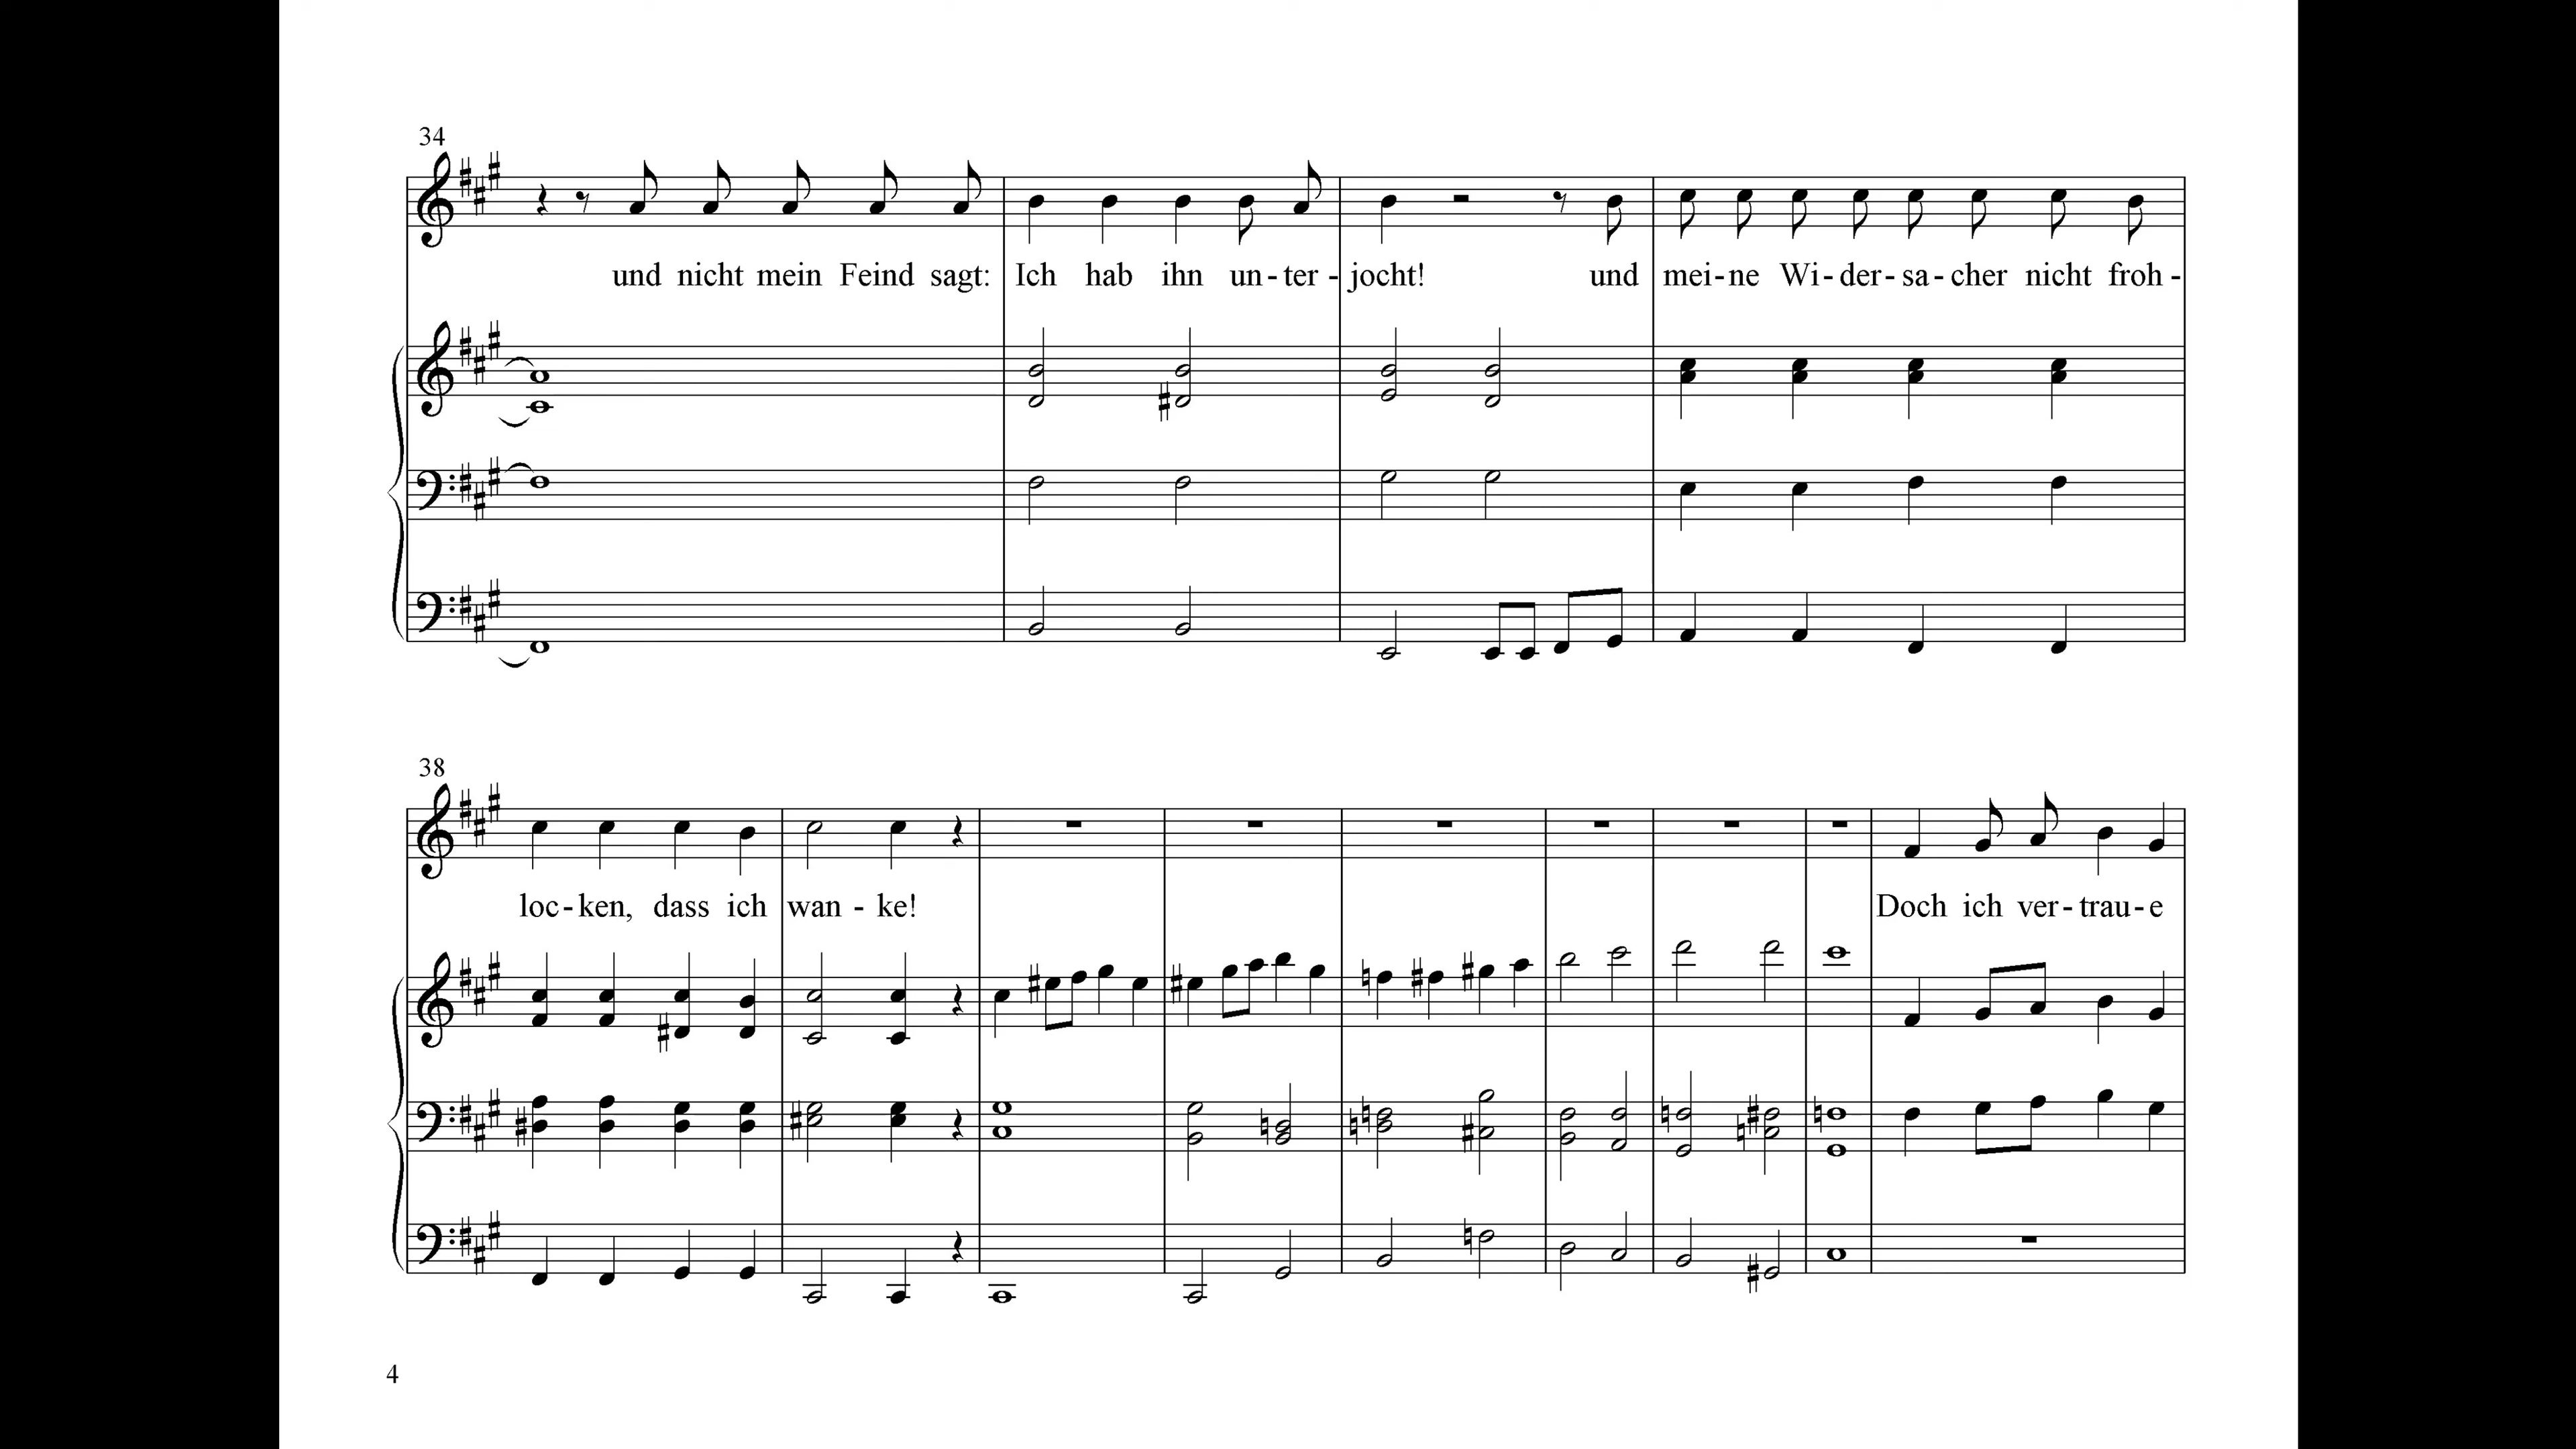 34
und nicht mein Feind sagt: Ich hab ihn un-ter-jocht! und mei-ne Wi-der-sa-cher nicht froh-
38
loc-ken, dass ich wan-ke! Doch ich ver-trau-e
4